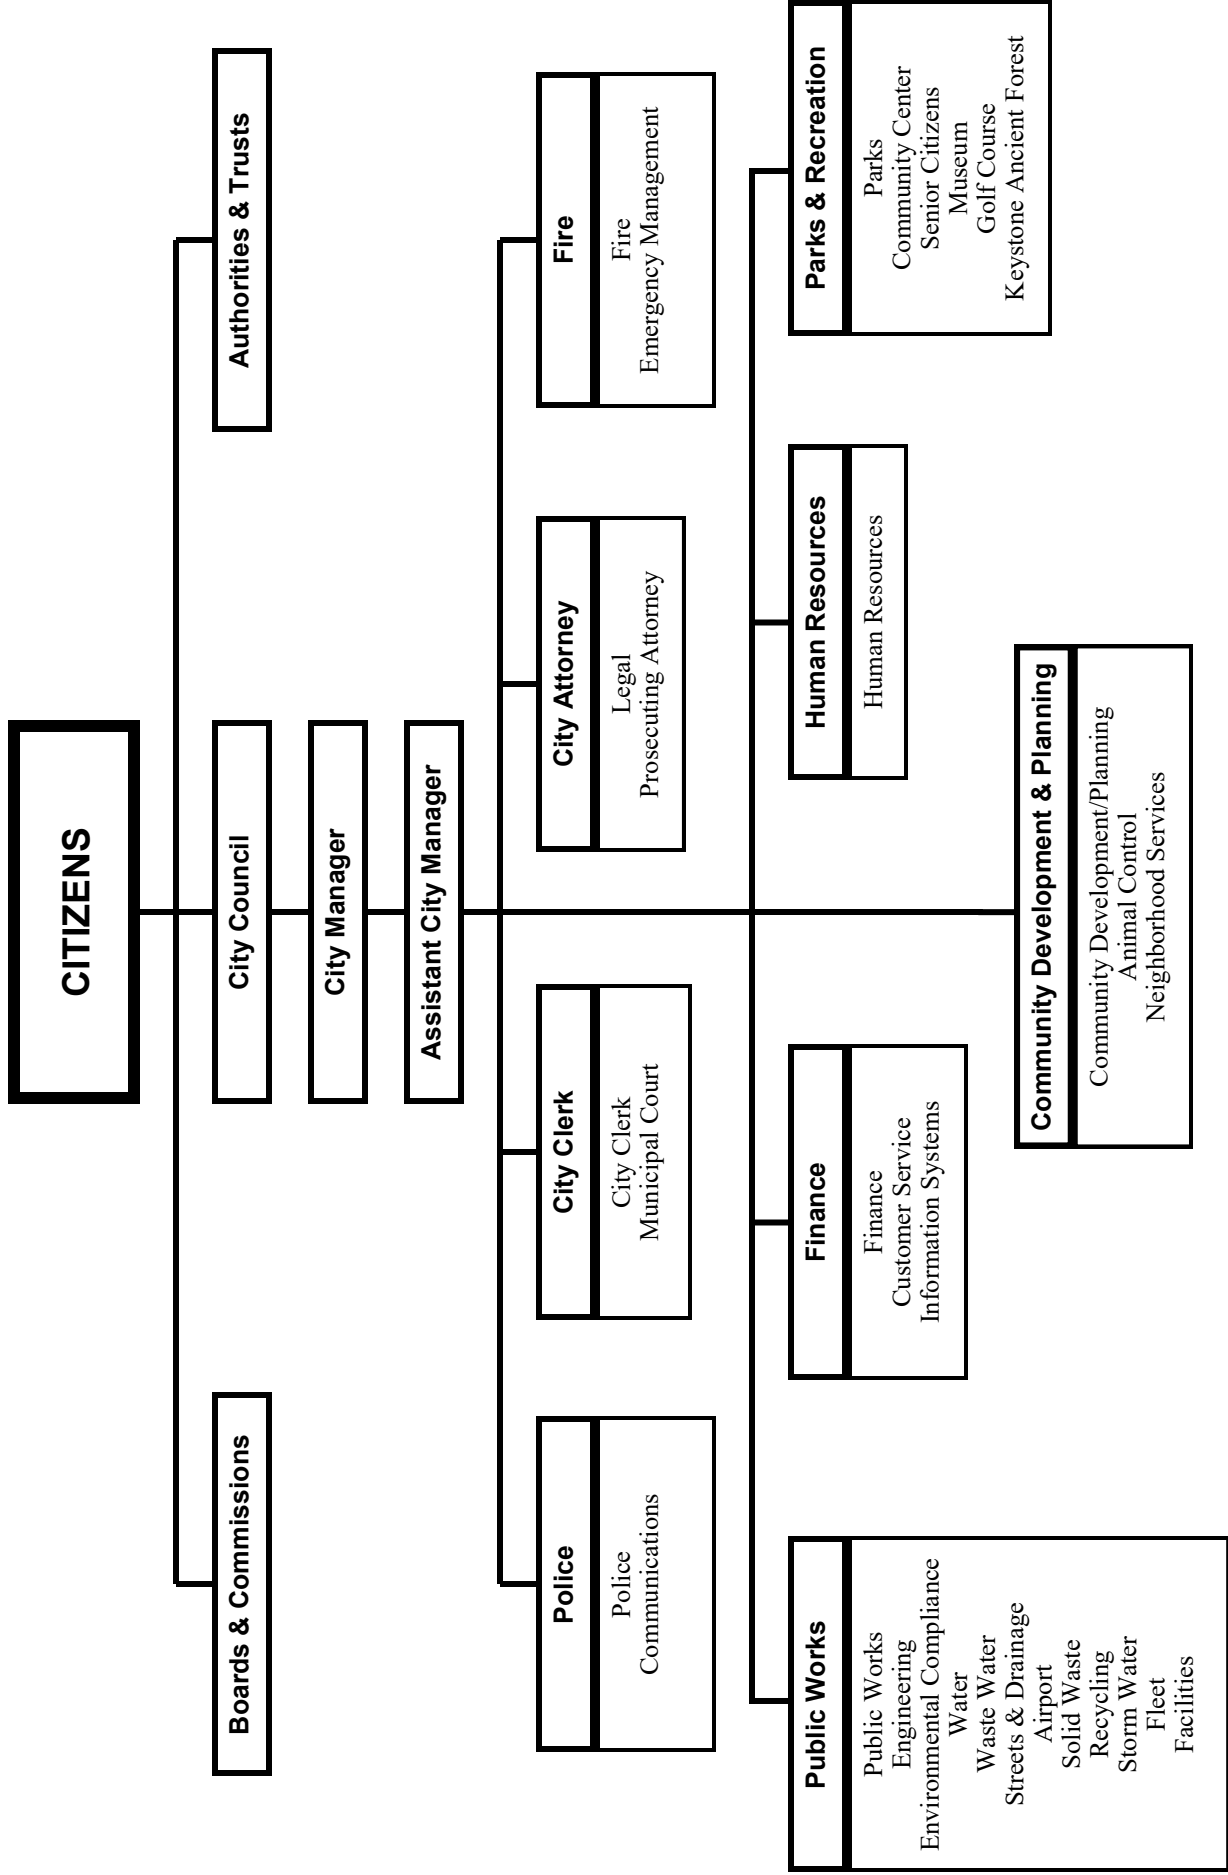 CITIZENS
Boards & Commissions
City Council
Authorities & Trusts
City Manager
Assistant City Manager
Police
Police
Communications
City Clerk
City Clerk
Municipal Court
City Attorney
Legal
Prosecuting Attorney
Fire
Fire
Emergency Management
Public Works
Public Works
Engineering
Environmental Compliance
Water
Waste Water
Streets & Drainage
Airport
Solid Waste
Recycling
Storm Water
Fleet
Facilities
Finance
Finance
Customer Service
Information Systems
Human Resources
Human Resources
Parks & Recreation
Parks
Community Center
Senior Citizens
Museum
Golf Course
Keystone Ancient Forest
Community Development & Planning
Community Development/Planning
Animal Control
Neighborhood Services